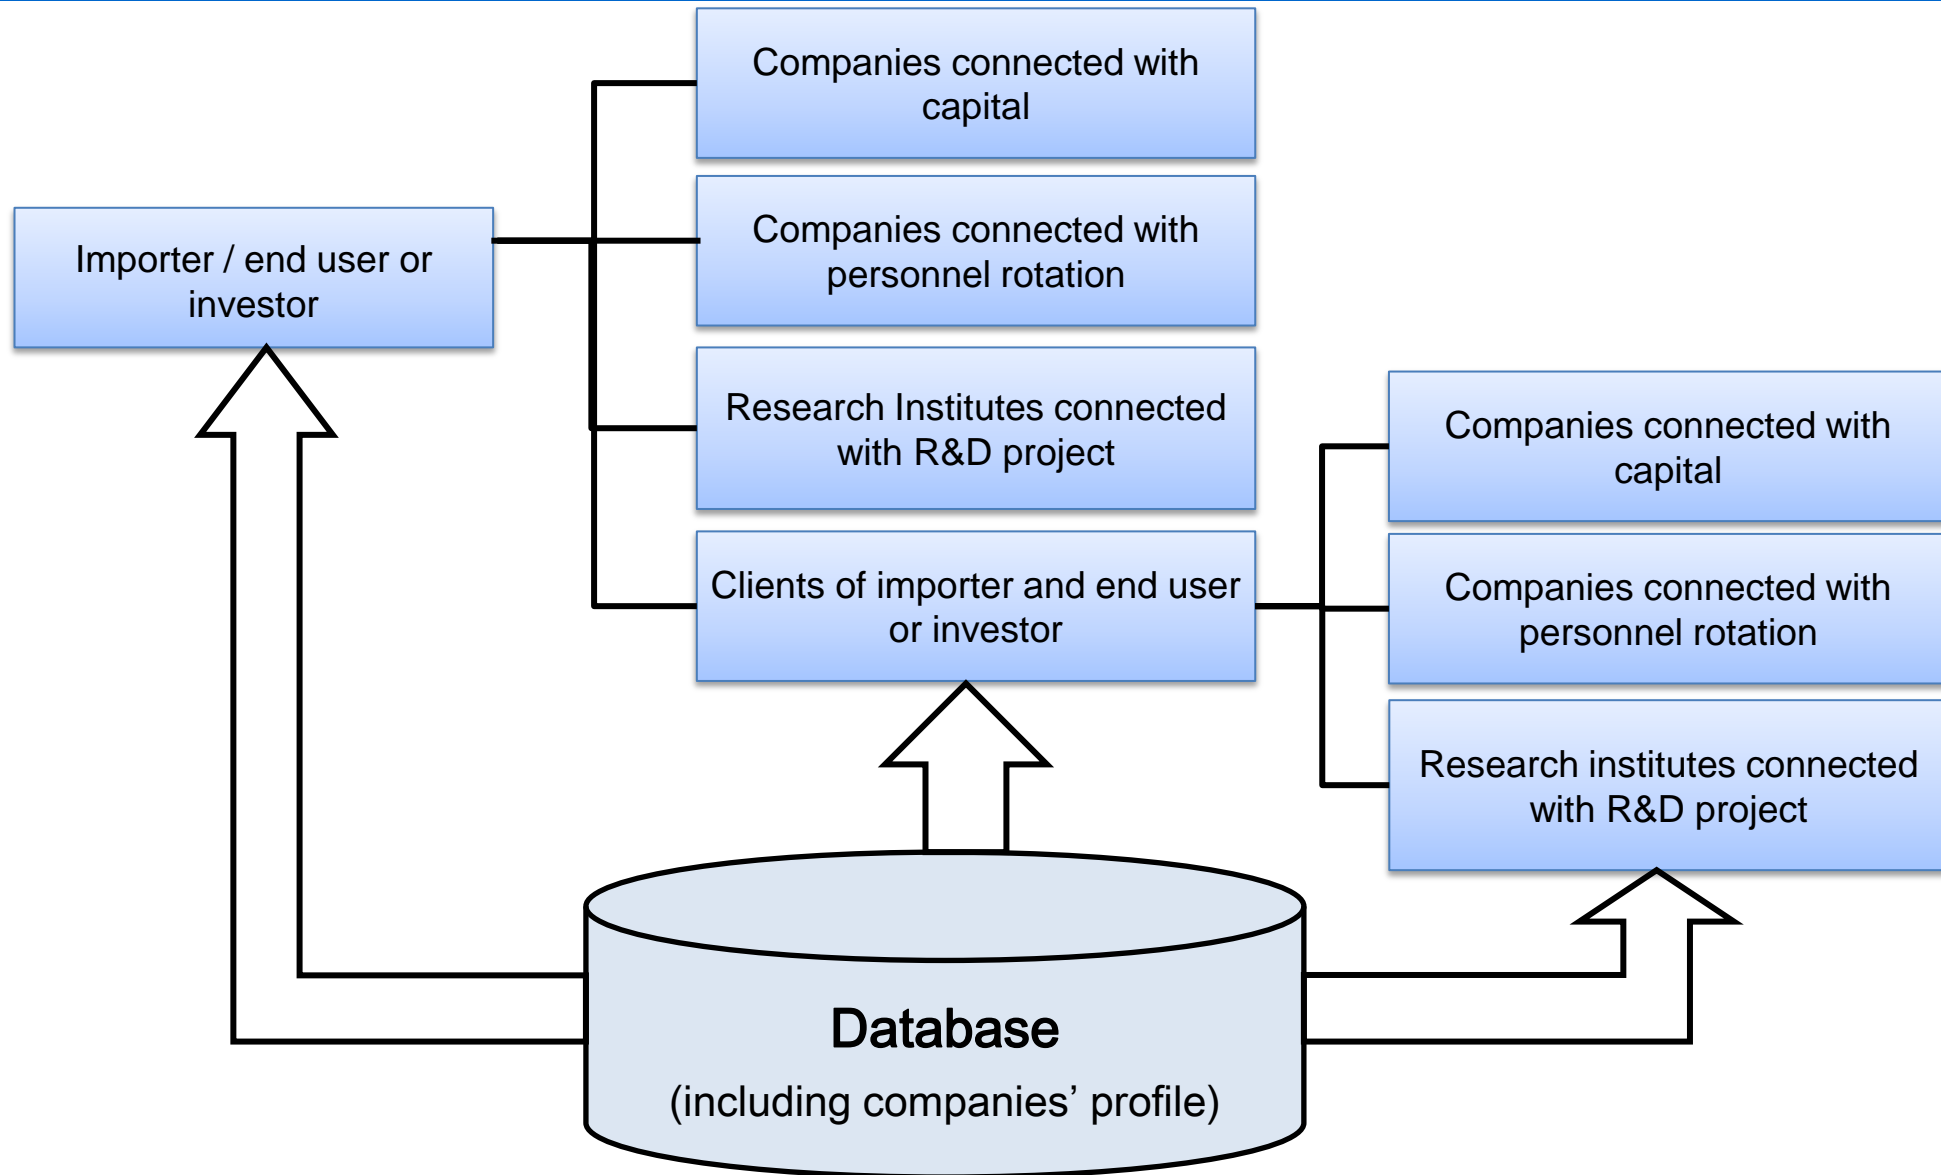 Companies connected with
capital
Companies connected with
personnel rotation
Importer / end user or
investor
Research Institutes connected
with R&D project
Clients of importer and end user
or investor
Companies connected with
capital
Companies connected with
personnel rotation
Research institutes connected
with R&D project
Database
(including companies’ profile)